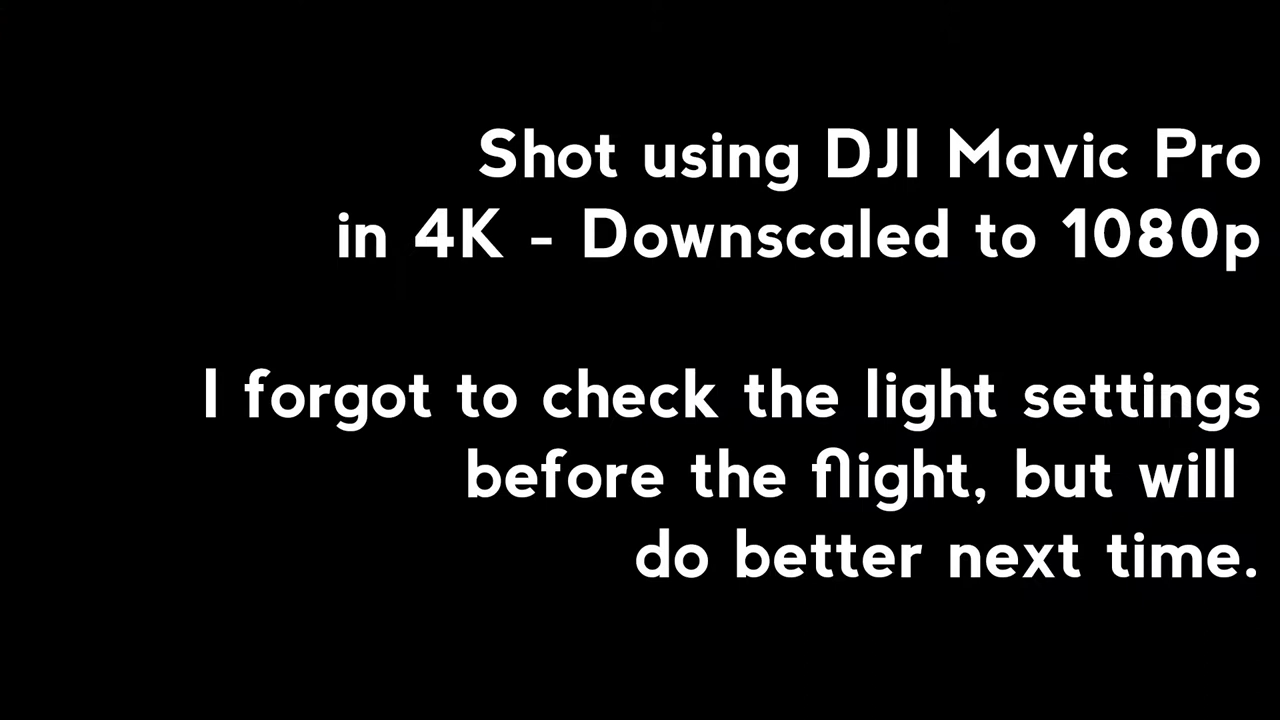 Shot using DJI Mavic Pro
in 4K - Downscaled to 1080p
I forgot to check the light settings
before the flight, but will
do better next time.